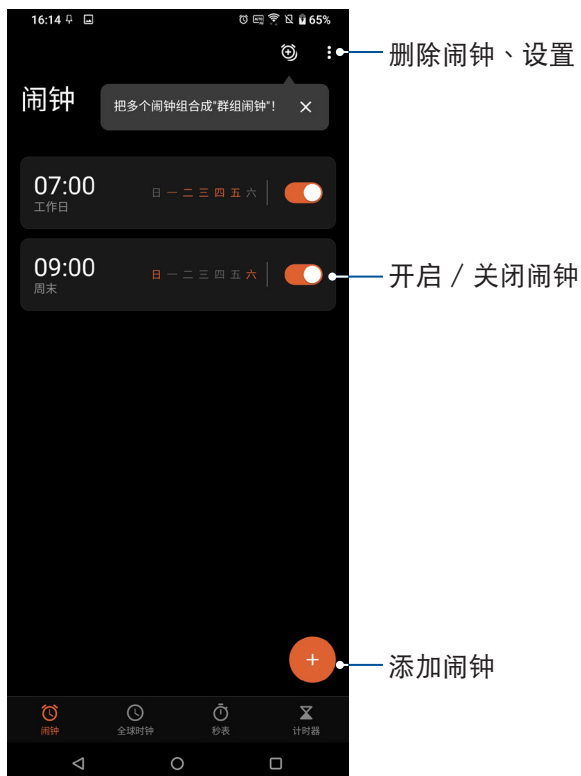 16:14 65%
删除闹钟、设置
闹钟
把多个闹钟组合成"群组闹钟"！
07:00
日 一 二 三 四 五 六
工作日
09:00
日 一 二 三 四 五 六
周末
开启 / 关闭闹钟
添加闹钟
闹钟 全球时钟 秒表 计时器